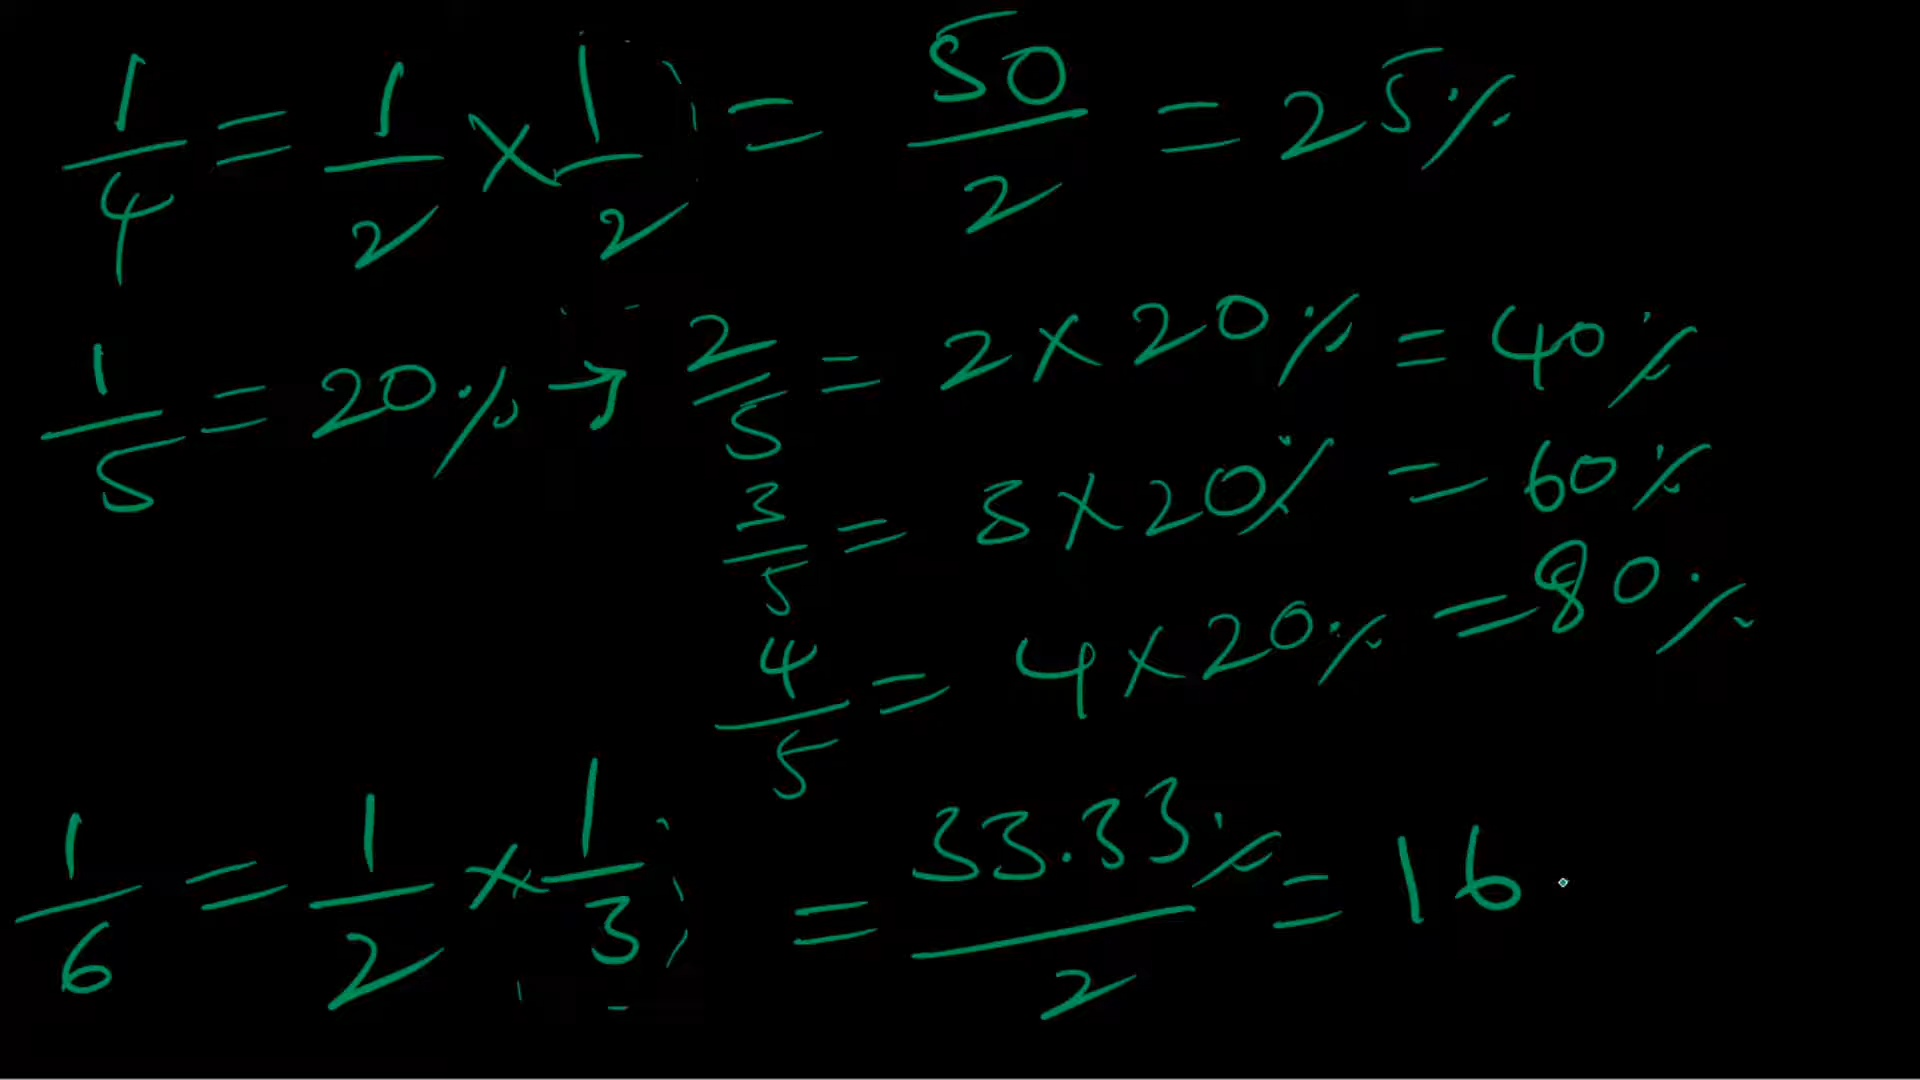 1/4 = 1/2 × 1/2 = 50/2 = 25%
1/5 = 20% → 2/5 = 2 × 20% = 40%
3/5 = 3 × 20% = 60%
4/5 = 4 × 20% = 80%
1/6 = 1/2 × 1/3 = 33.33%/2 = 16.